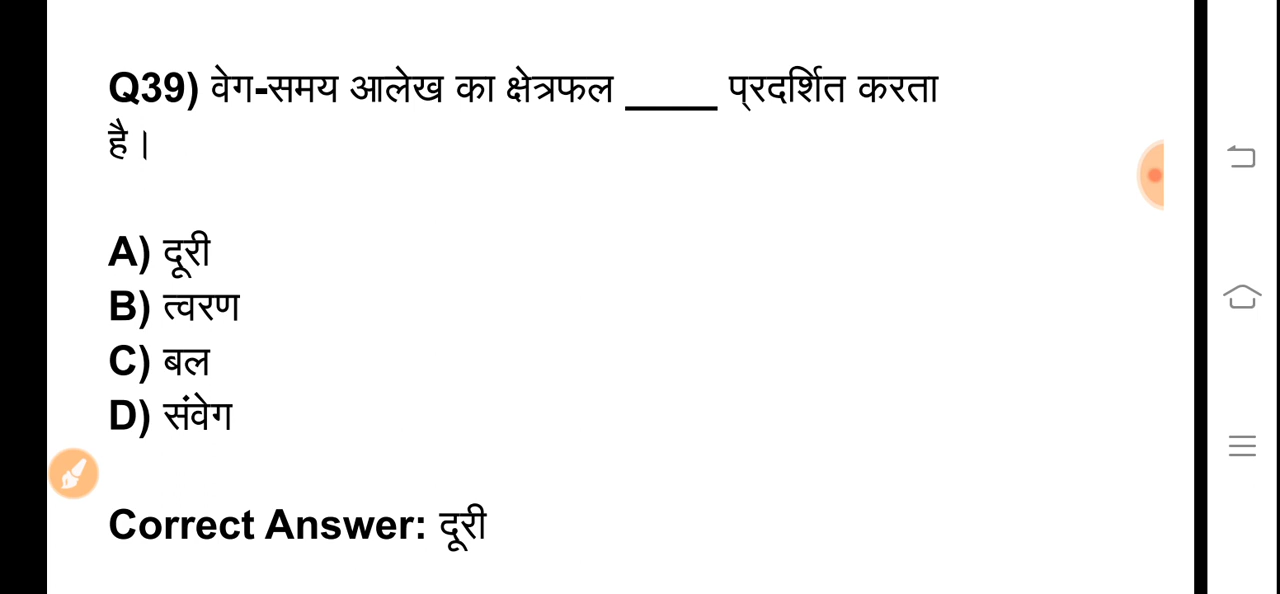 Q39) वेग-समय आलेख का क्षेत्रफल _____ प्रदर्शित करता
है।
A) दूरी
B) त्वरण
C) बल
D) संवेग
Correct Answer: दूरी